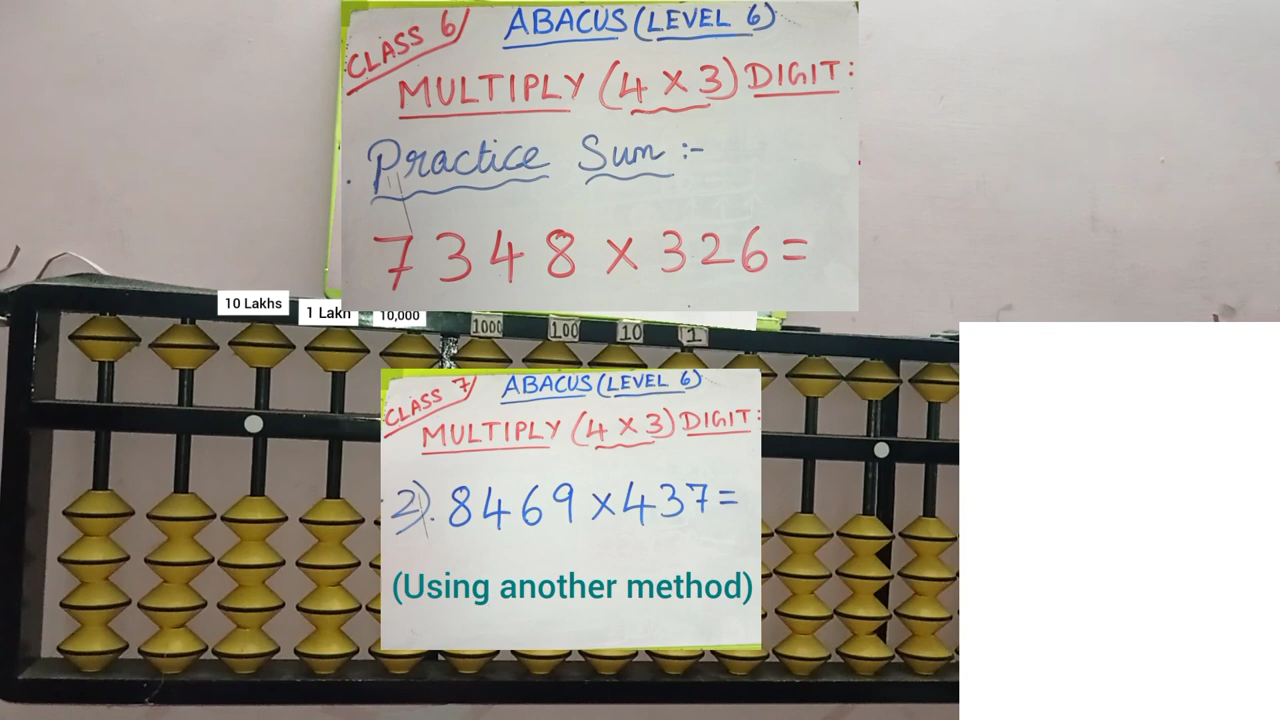 CLASS 6
ABACUS (LEVEL 6)
MULTIPLY (4 X 3) DIGIT:
Practice Sum :-
7348 X 326 =
10 Lakhs
1 Lakh
10,000
1000
100
10
1
CLASS 7
ABACUS (LEVEL 6)
MULTIPLY (4 X 3) DIGIT:
2). 8469 X 437 =
(Using another method)